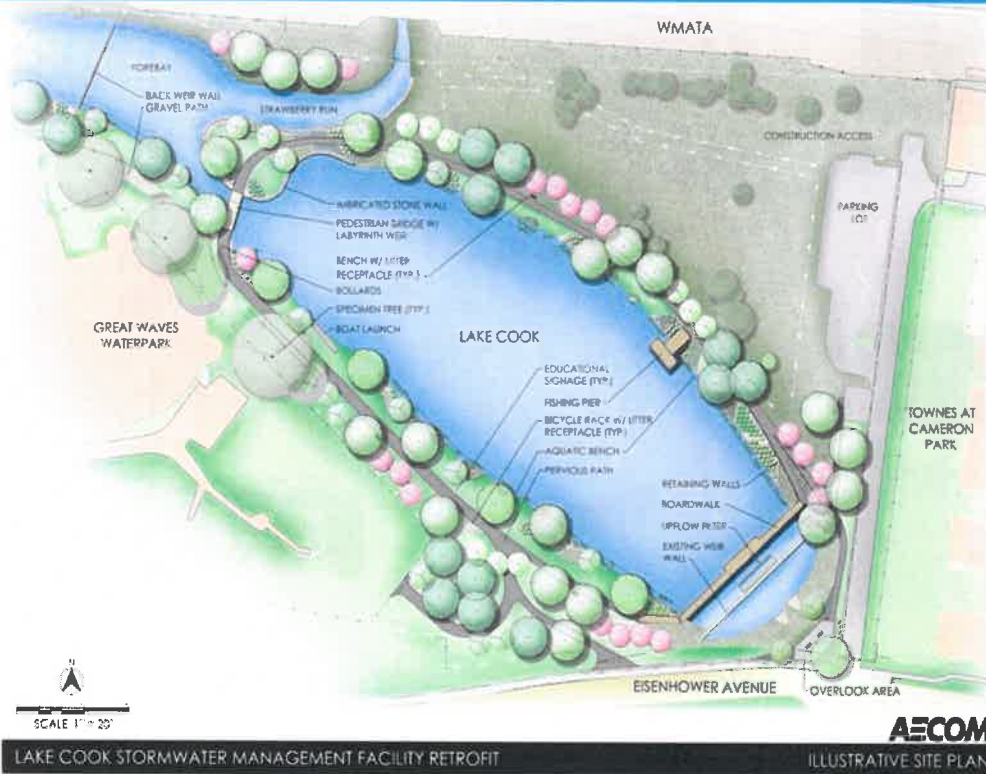 WMATA
FOREBAY
BACK WEIR WALL
GRAVEL PATH
STRAWBERRY RUN
CONSTRUCTION ACCESS
IMBRICATED STONE WALL
PARKING
LOT
PEDESTRIAN BRIDGE W/
LABYRINTH WEIR
BENCH W/ LITTER
RECEPTACLE (TYP.)
BOLLARDS
SPECIMEN TREE (TYP.)
BOAT LAUNCH
GREAT WAVES
WATERPARK
LAKE COOK
EDUCATIONAL
SIGNAGE (TYP.)
FISHING PIER
BICYCLE RACK W/ LITTER
RECEPTACLE (TYP.)
AQUATIC BENCH
PERVIOUS PATH
TOWNES AT
CAMERON
PARK
RETAINING WALLS
BOARDWALK
UPFLOW FILTER
EXISTING WEIR
WALL
EISENHOWER AVENUE
OVERLOOK AREA
N
SCALE 1" = 20'
AECOM
LAKE COOK STORMWATER MANAGEMENT FACILITY RETROFIT
ILLUSTRATIVE SITE PLAN